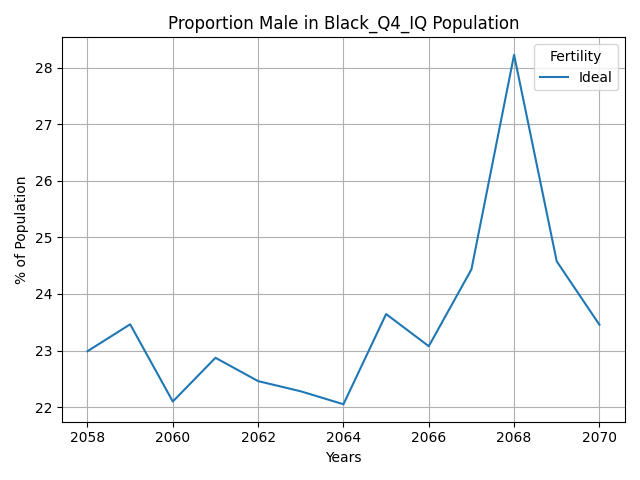 Proportion Male in Black_Q4_IQ Population
Fertility
Ideal
% of Population
28
27
26
25
24
23
22
2058
2060
2062
2064
2066
2068
2070
Years